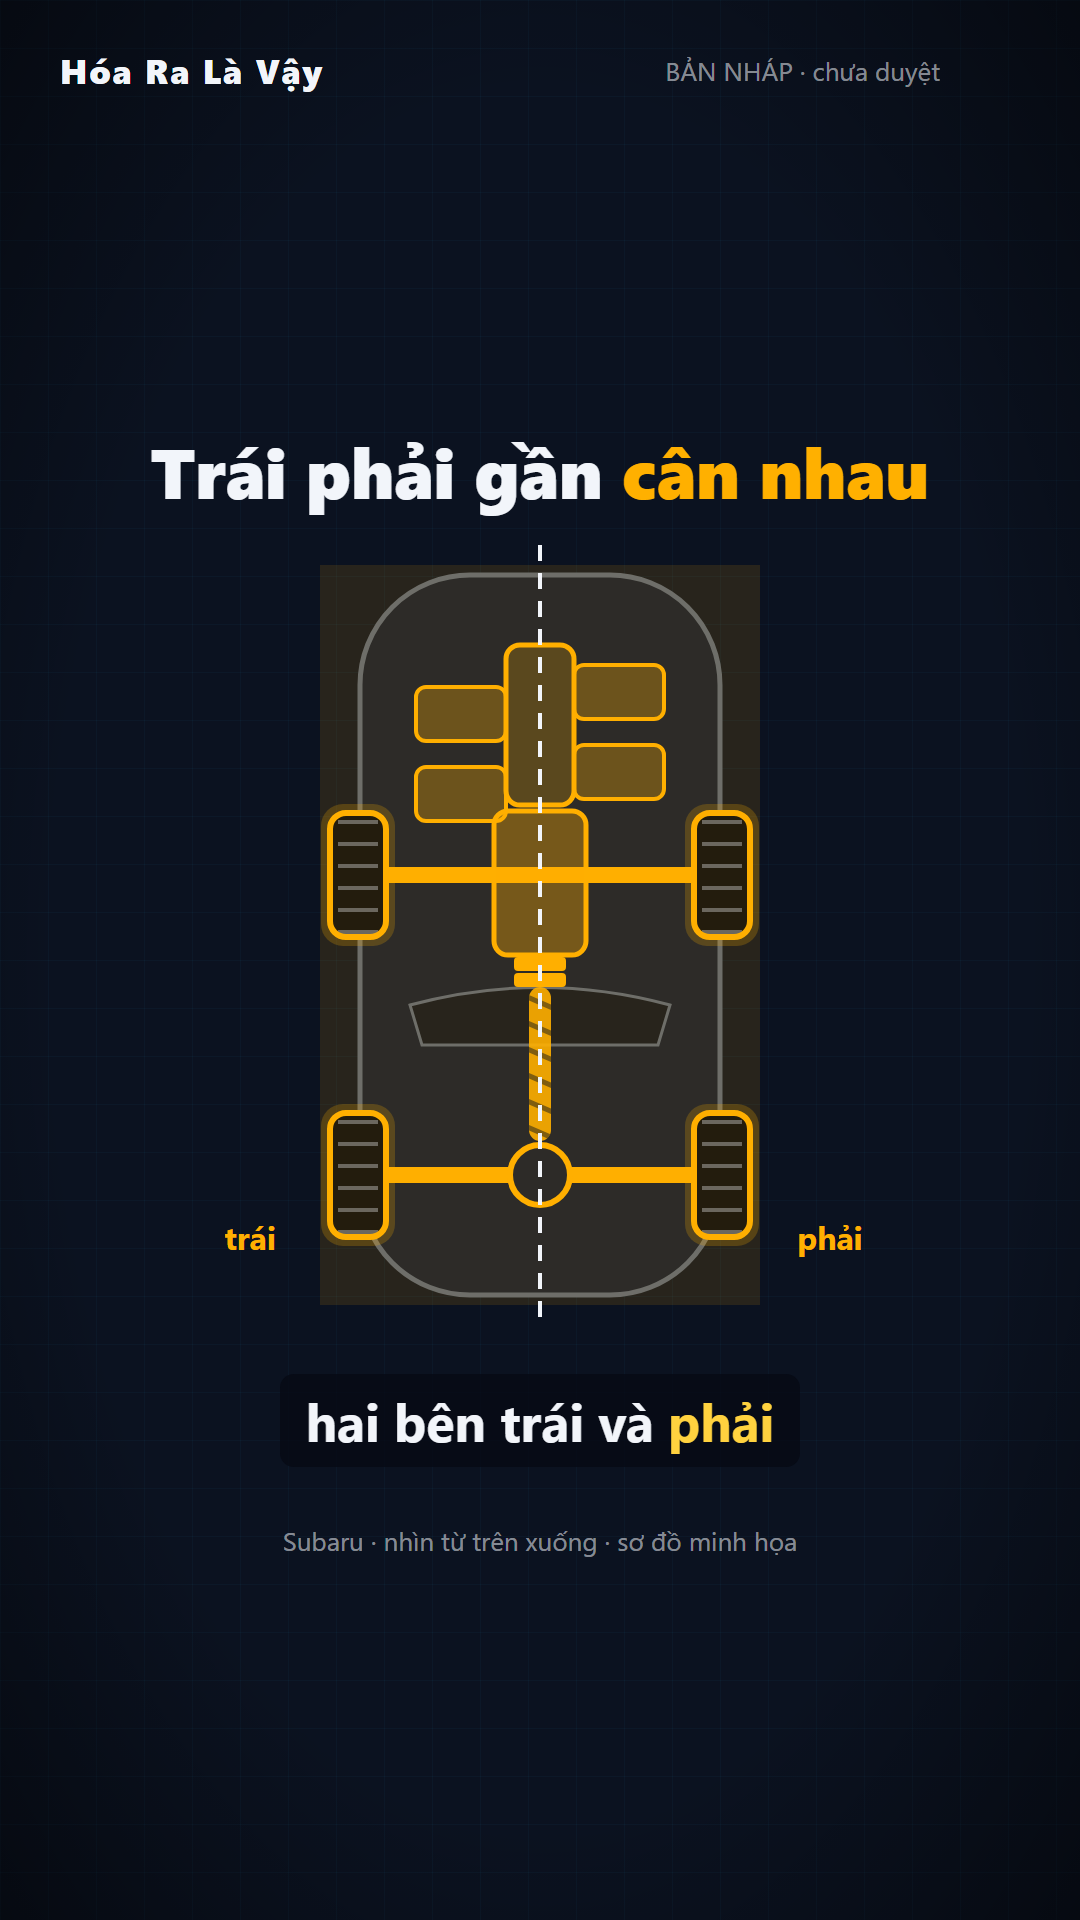 Hóa Ra Là Vậy
BẢN NHÁP · chưa duyệt
Trái phải gần cân nhau
trái
phải
hai bên trái và phải
Subaru · nhìn từ trên xuống · sơ đồ minh họa